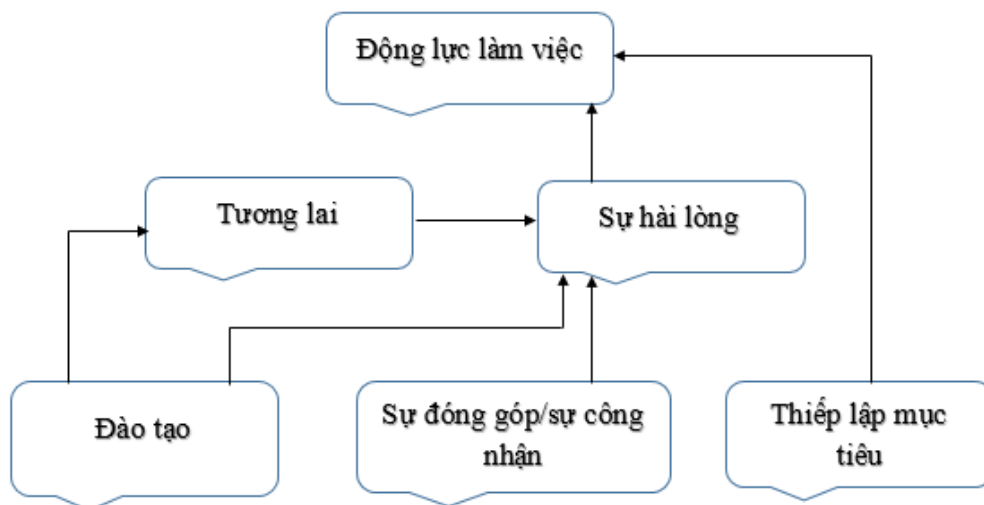 Động lực làm việc
Tương lai
Sự hài lòng
Đào tạo
Sự đóng góp/sự công
nhận
Thiếp lập mục
tiêu